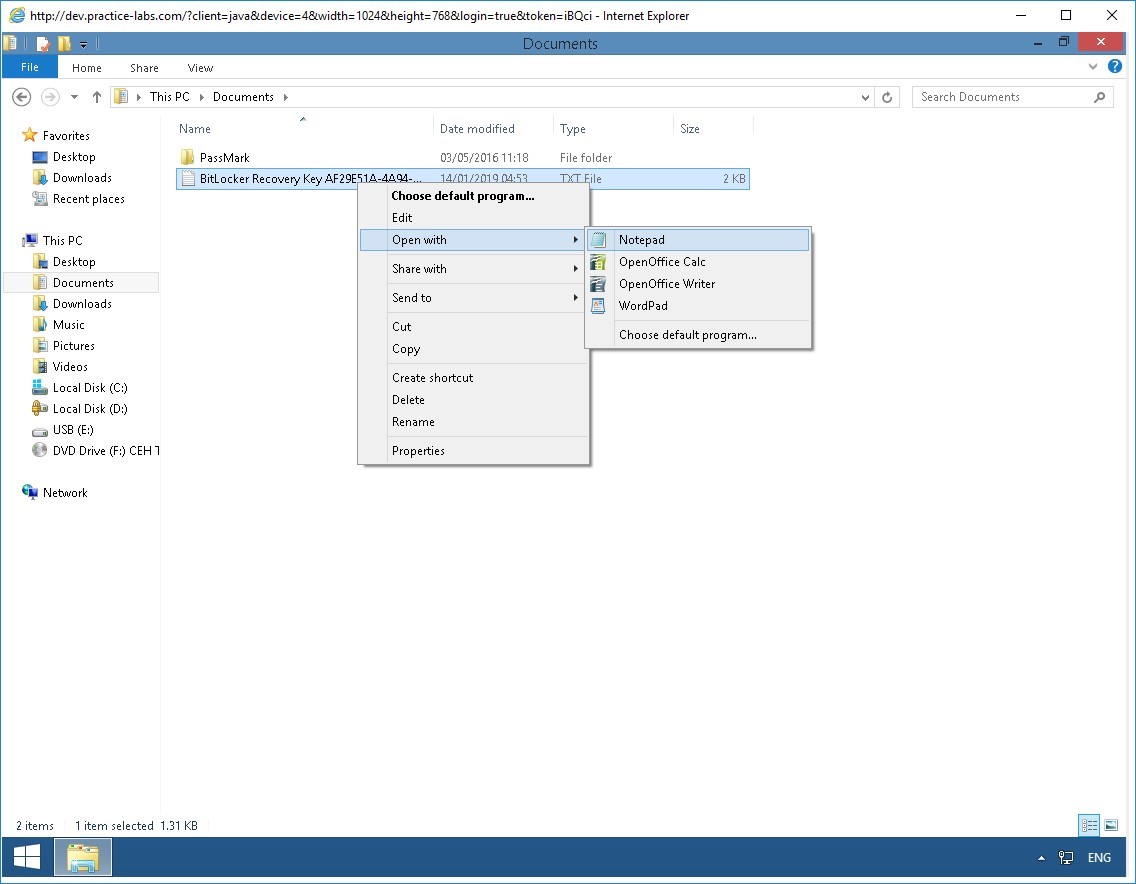 http://dev.practice-labs.com/?client=java&device=4&width=1024&height=768&login=true&token=iBQci - Internet Explorer
Documents
File Home Share View
This PC Documents
Search Documents
Name Date modified Type Size
PassMark 03/05/2016 11:18 File folder
BitLocker Recovery Key AF29E51A-4A94-... 14/01/2019 04:53 TXT File 2 KB
Favorites
Desktop
Downloads
Recent places
This PC
Desktop
Documents
Downloads
Music
Pictures
Videos
Local Disk (C:)
Local Disk (D:)
USB (E:)
DVD Drive (F:) CEH T
Network
Choose default program...
Edit
Open with
Share with
Send to
Cut
Copy
Create shortcut
Delete
Rename
Properties
Notepad
OpenOffice Calc
OpenOffice Writer
WordPad
Choose default program...
2 items 1 item selected 1.31 KB
ENG